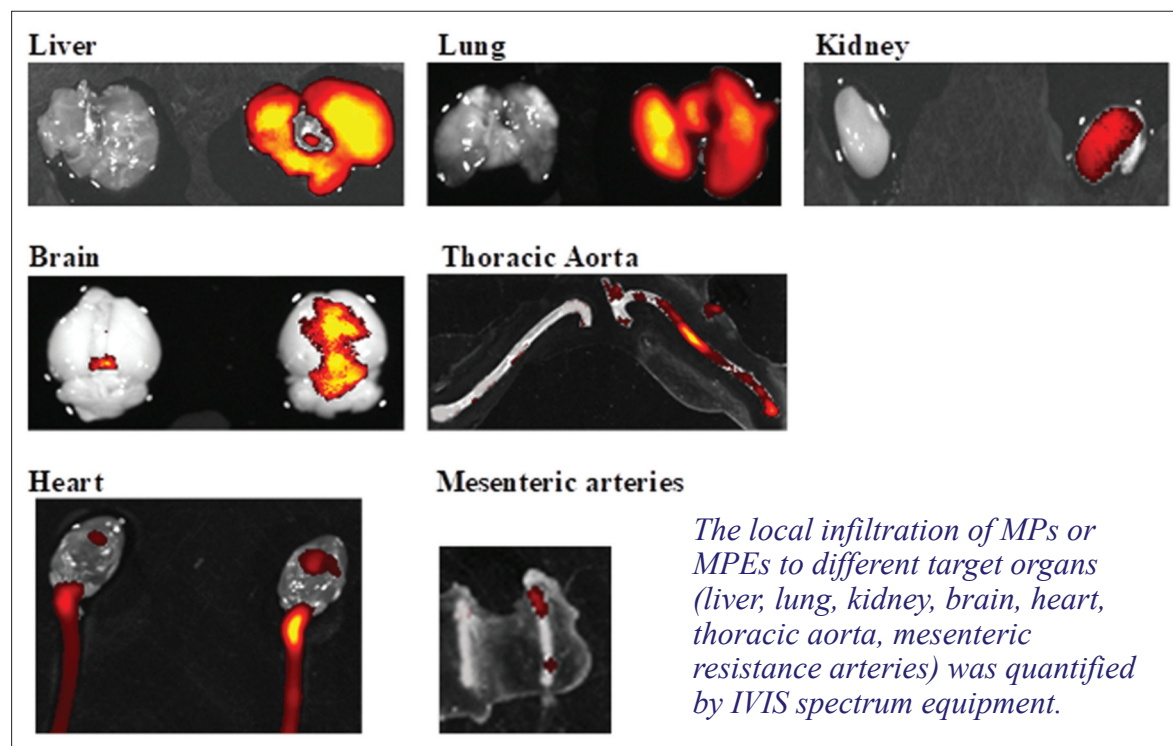 Liver
Lung
Kidney
Brain
Thoracic Aorta
Heart
Mesenteric arteries
The local infiltration of MPs or
MPEs to different target organs
(liver, lung, kidney, brain, heart,
thoracic aorta, mesenteric
resistance arteries) was quantified
by IVIS spectrum equipment.